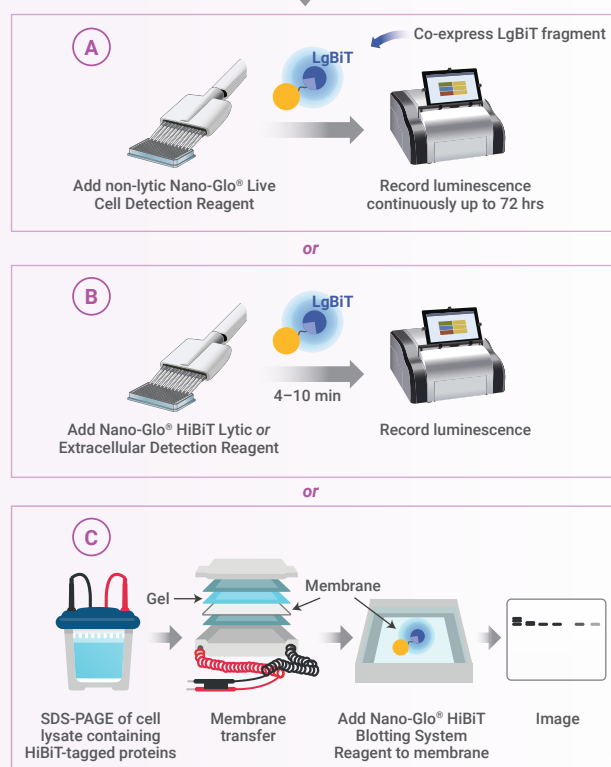 A
LgBiT
Co-express LgBiT fragment
Add non-lytic Nano-Glo® Live
Cell Detection Reagent
Record luminescence
continuously up to 72 hrs
or
B
LgBiT
4–10 min
Add Nano-Glo® HiBiT Lytic or
Extracellular Detection Reagent
Record luminescence
or
C
Gel
Membrane
SDS-PAGE of cell
lysate containing
HiBiT-tagged proteins
Membrane
transfer
Add Nano-Glo® HiBiT
Blotting System
Reagent to membrane
Image